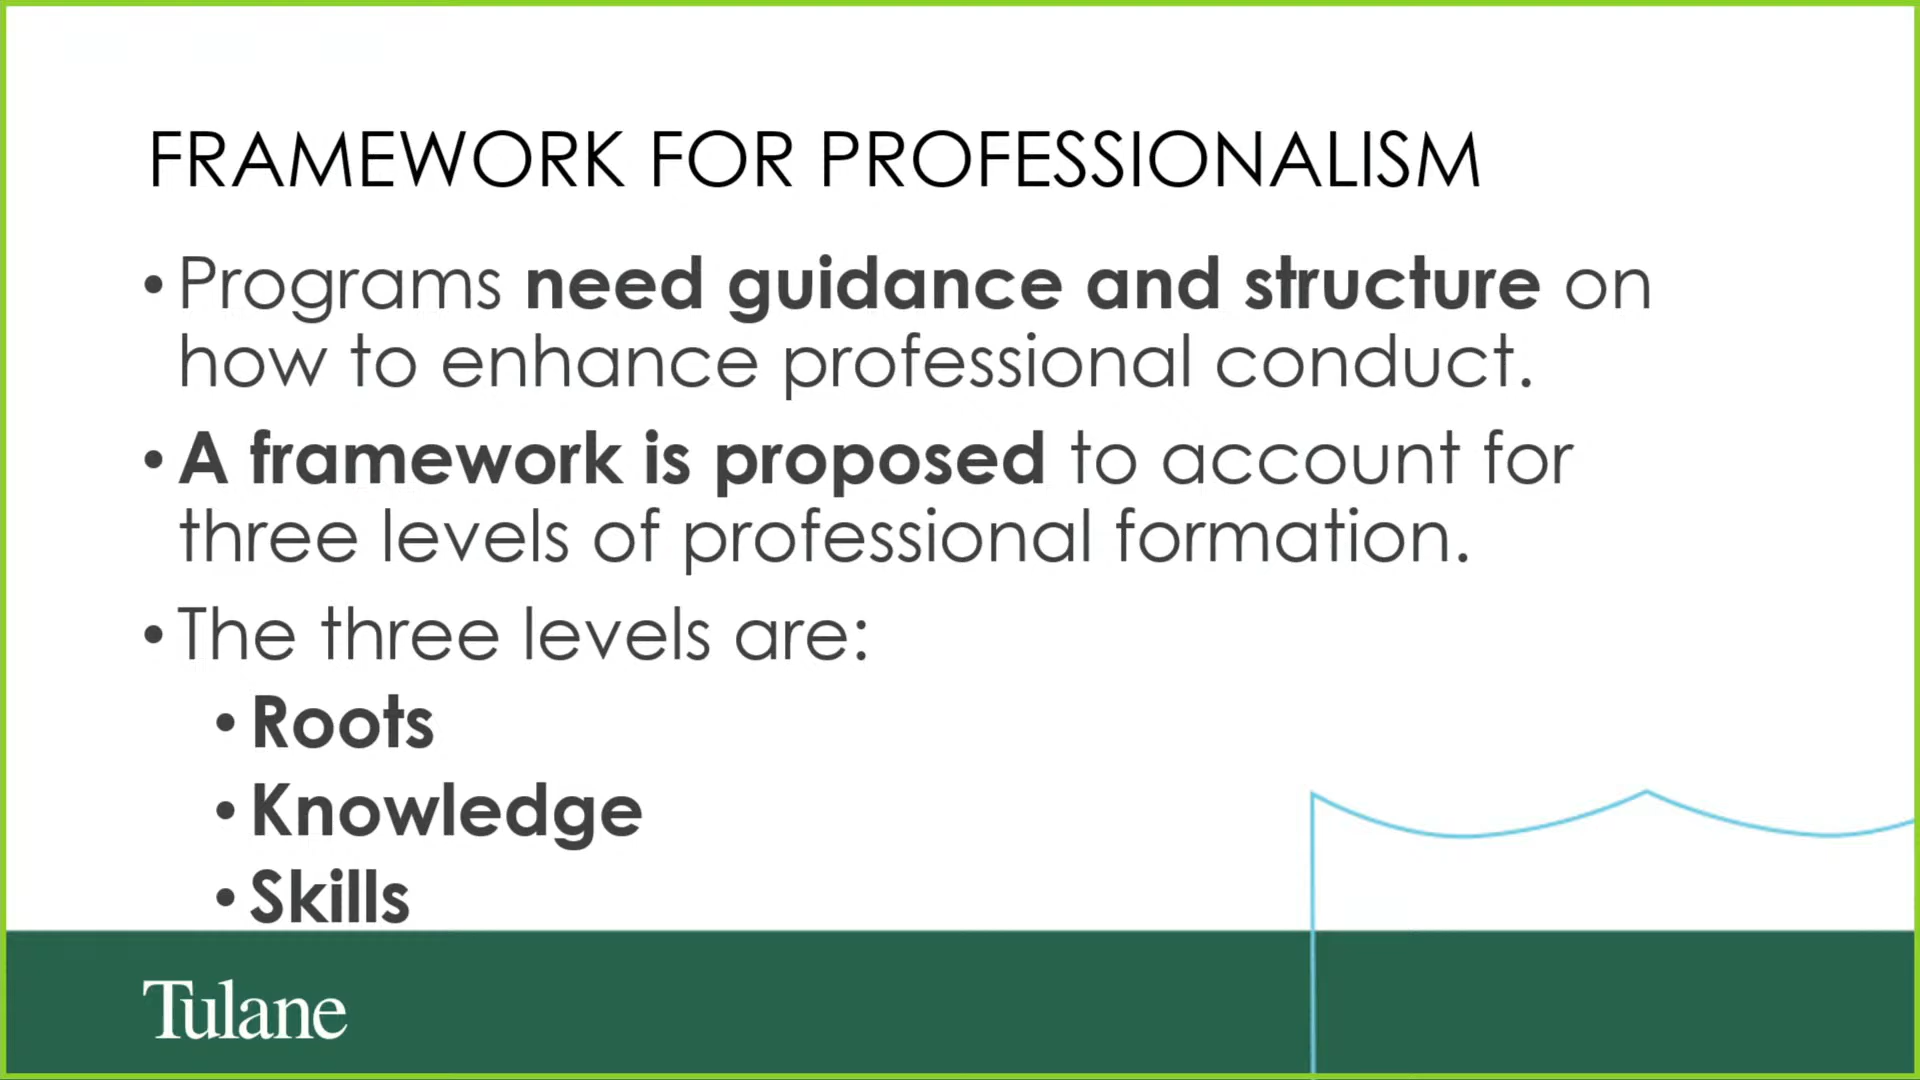 FRAMEWORK FOR PROFESSIONALISM
• Programs need guidance and structure on
how to enhance professional conduct.
• A framework is proposed to account for
three levels of professional formation.
• The three levels are:
• Roots
• Knowledge
• Skills
Tulane